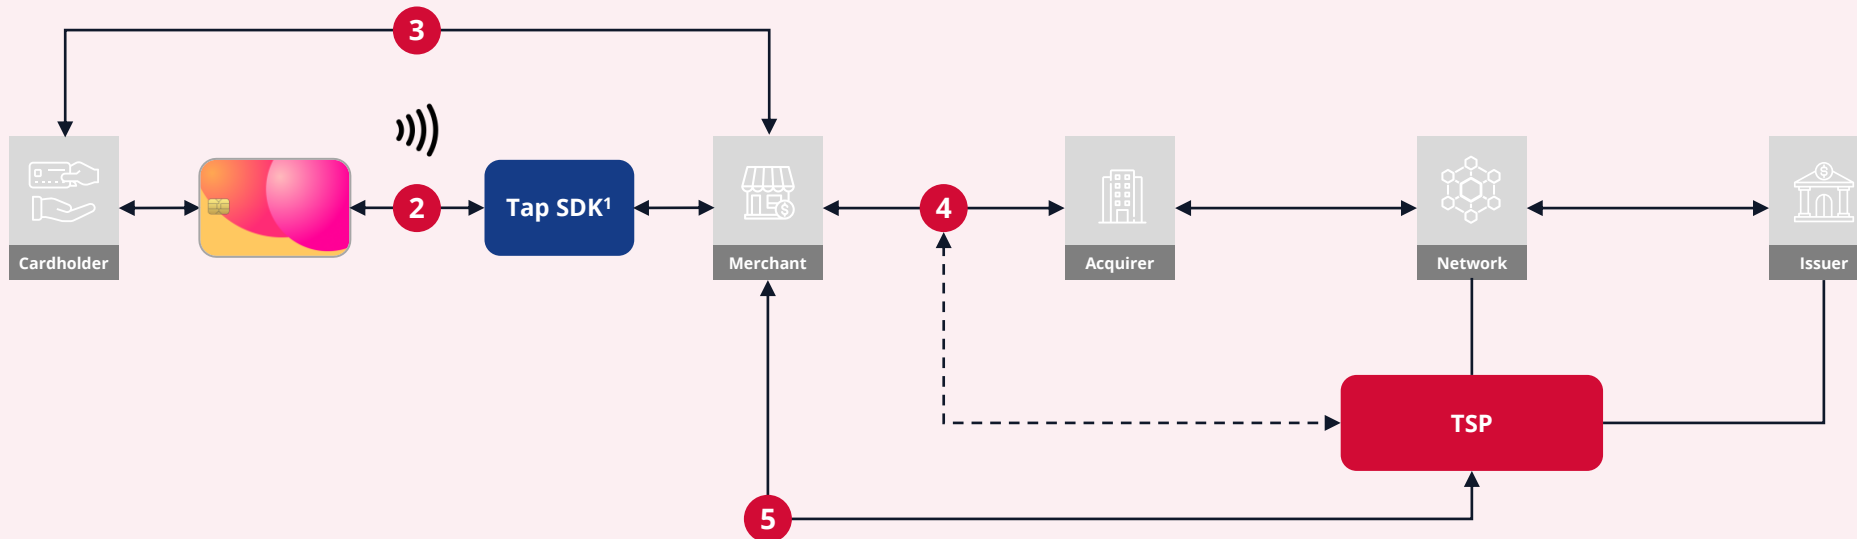 3
2
Tap SDK¹
4
Cardholder
Merchant
Acquirer
Network
Issuer
TSP
5